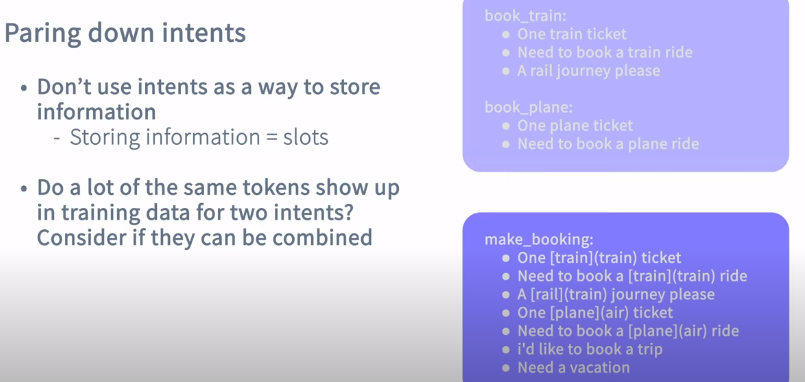 Paring down intents
• Don't use intents as a way to store
information
- Storing information = slots
• Do a lot of the same tokens show up
in training data for two intents?
Consider if they can be combined
book_train:
• One train ticket
• Need to book a train ride
• A rail journey please
book_plane:
• One plane ticket
• Need to book a plane ride
make_booking:
• One [train](train) ticket
• Need to book a [train](train) ride
• A [rail](train) journey please
• One [plane](air) ticket
• Need to book a [plane](air) ride
• i'd like to book a trip
• Need a vacation